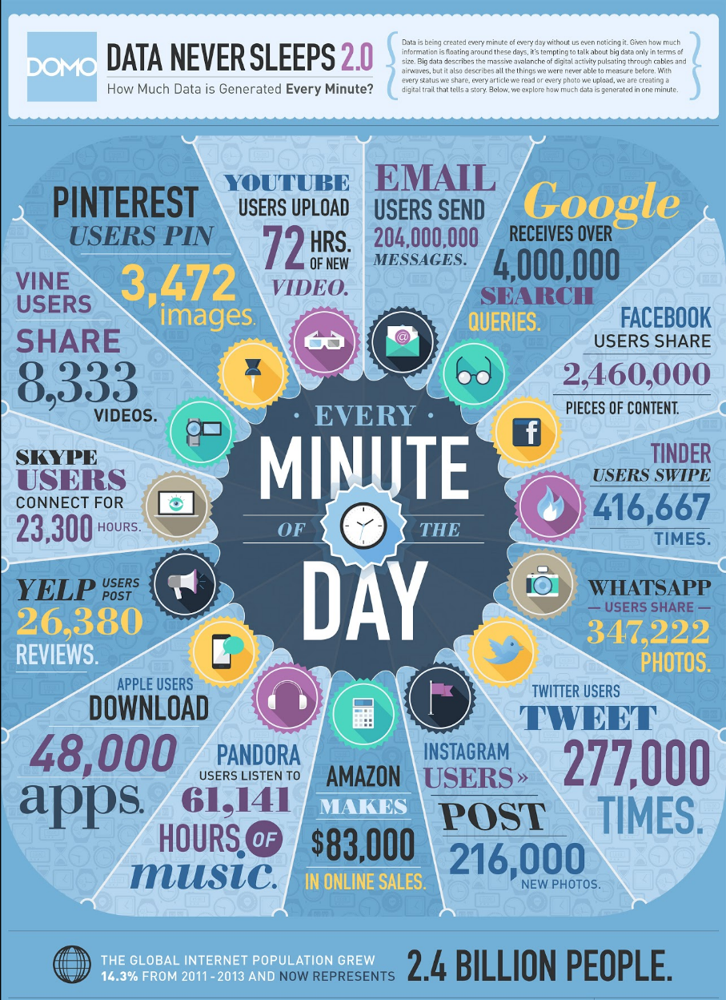 DOMO
DATA NEVER SLEEPS 2.0
How Much Data is Generated Every Minute?
Data is being created every minute of every day without us even noticing it. Given how much
information is floating around these days, it's tempting to talk about big data only in terms of
size. Big data describes the massive avalanche of digital activity pulsating through cables and
airwaves, but it also describes all the things we were never able to measure before. With
every status we share, every article we read or every photo we upload, we are creating a
digital trail that tells a story. Below, we explore how much data is generated in one minute.
PINTEREST
USERS PIN
3,472
images.
YOUTUBE
USERS UPLOAD
72 HRS.
OF NEW
VIDEO.
EMAIL
USERS SEND
204,000,000
MESSAGES.
Google
RECEIVES OVER
4,000,000
SEARCH
QUERIES.
VINE
USERS
SHARE
8,333
VIDEOS.
FACEBOOK
USERS SHARE
2,460,000
PIECES OF CONTENT.
SKYPE
USERS
CONNECT FOR
23,300 HOURS.
TINDER
USERS SWIPE
416,667
TIMES.
· EVERY ·
MINUTE
OF THE
DAY
@
f
YELP USERS
POST
26,380
REVIEWS.
WHATSAPP
— USERS SHARE —
347,222
PHOTOS.
APPLE USERS
DOWNLOAD
48,000
apps.
PANDORA
USERS LISTEN TO
61,141
HOURS OF
music.
AMAZON
MAKES
$83,000
IN ONLINE SALES.
INSTAGRAM
USERS »
POST
216,000
NEW PHOTOS.
TWITTER USERS
TWEET
277,000
TIMES.
THE GLOBAL INTERNET POPULATION GREW
14.3% FROM 2011 - 2013 AND NOW REPRESENTS
2.4 BILLION PEOPLE.